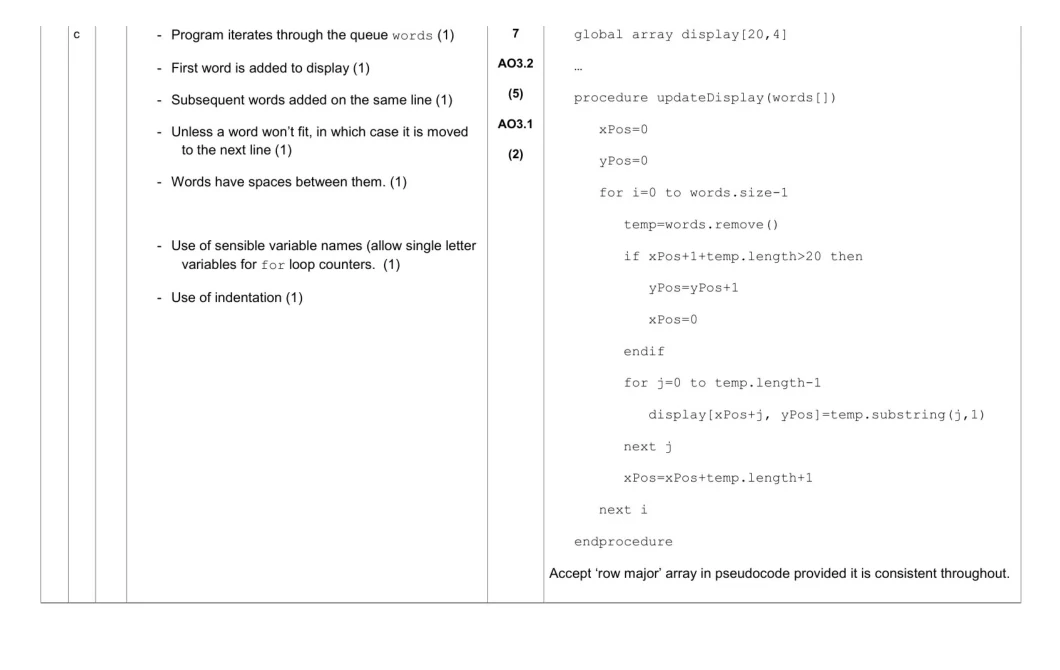 c
- Program iterates through the queue words (1)
- First word is added to display (1)
- Subsequent words added on the same line (1)
- Unless a word won’t fit, in which case it is moved
to the next line (1)
- Words have spaces between them. (1)
- Use of sensible variable names (allow single letter
variables for for loop counters. (1)
- Use of indentation (1)
7
AO3.2
(5)
AO3.1
(2)
global array display[20,4]
…
procedure updateDisplay(words[])
xPos=0
yPos=0
for i=0 to words.size-1
temp=words.remove()
if xPos+1+temp.length>20 then
yPos=yPos+1
xPos=0
endif
for j=0 to temp.length-1
display[xPos+j, yPos]=temp.substring(j,1)
next j
xPos=xPos+temp.length+1
next i
endprocedure
Accept ‘row major’ array in pseudocode provided it is consistent throughout.